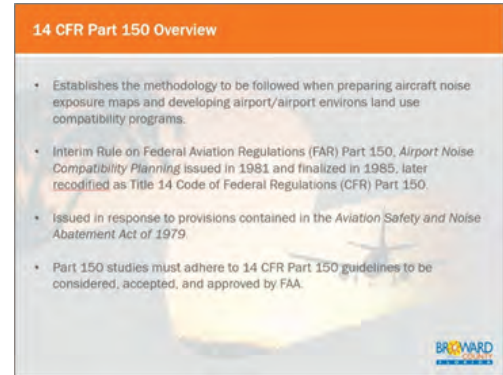 14 CFR Part 150 Overview
• Establishes the methodology to be followed when preparing aircraft noise
exposure maps and developing airport/airport environs land use
compatibility programs.
• Interim Rule on Federal Aviation Regulations (FAR) Part 150, Airport Noise
Compatibility Planning issued in 1981 and finalized in 1985, later
recodified as Title 14 Code of Federal Regulations (CFR) Part 150.
• Issued in response to provisions contained in the Aviation Safety and Noise
Abatement Act of 1979.
• Part 150 studies must adhere to 14 CFR Part 150 guidelines to be
considered, accepted, and approved by FAA.
BROWARD
COUNTY
FLORIDA